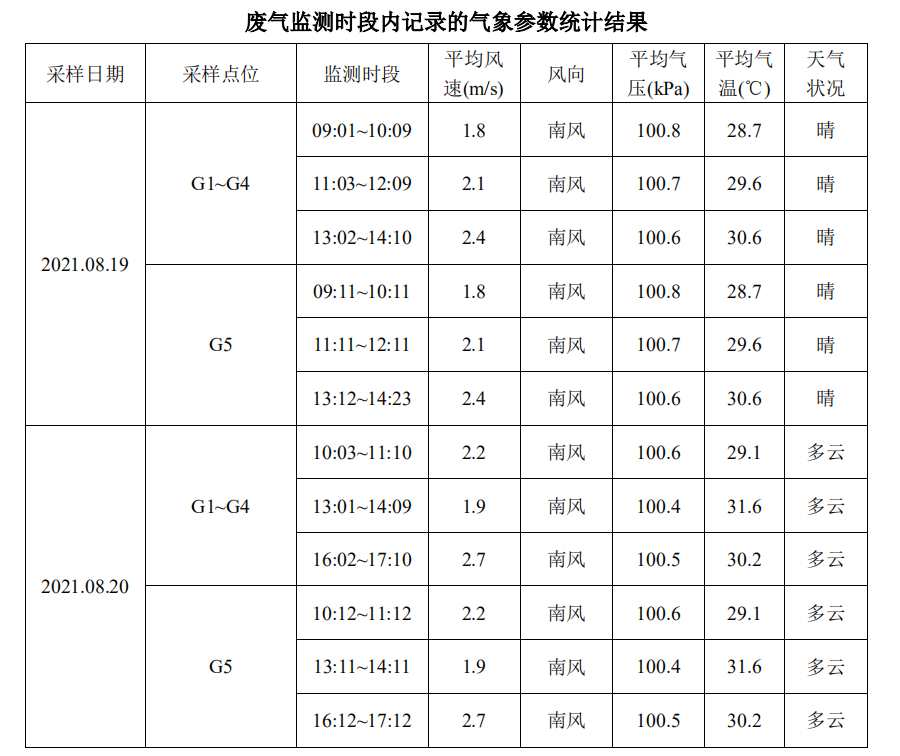 废气监测时段内记录的气象参数统计结果
采样日期 采样点位 监测时段 平均风速(m/s) 风向 平均气压(kPa) 平均气温(℃) 天气状况
2021.08.19 G1~G4 09:01~10:09 1.8 南风 100.8 28.7 晴
11:03~12:09 2.1 南风 100.7 29.6 晴
13:02~14:10 2.4 南风 100.6 30.6 晴
G5 09:11~10:11 1.8 南风 100.8 28.7 晴
11:11~12:11 2.1 南风 100.7 29.6 晴
13:12~14:23 2.4 南风 100.6 30.6 晴
2021.08.20 G1~G4 10:03~11:10 2.2 南风 100.6 29.1 多云
13:01~14:09 1.9 南风 100.4 31.6 多云
16:02~17:10 2.7 南风 100.5 30.2 多云
G5 10:12~11:12 2.2 南风 100.6 29.1 多云
13:11~14:11 1.9 南风 100.4 31.6 多云
16:12~17:12 2.7 南风 100.5 30.2 多云